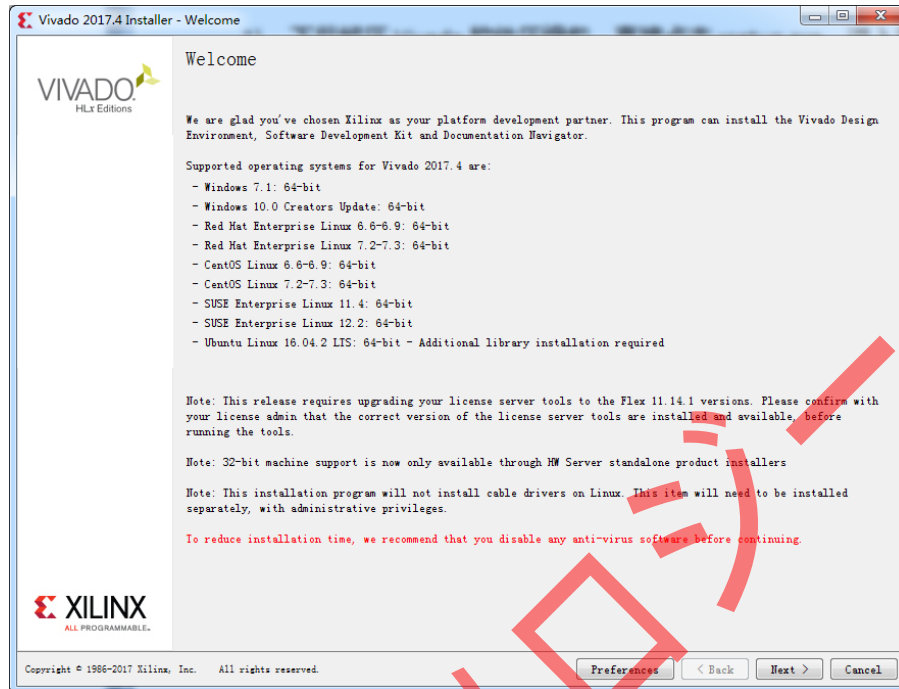 Vivado 2017.4 Installer - Welcome
Welcome
VIVADO
HLx Editions
We are glad you've chosen Xilinx as your platform development partner. This program can install the Vivado Design
Environment, Software Development Kit and Documentation Navigator.
Supported operating systems for Vivado 2017.4 are:
- Windows 7.1: 64-bit
- Windows 10.0 Creators Update: 64-bit
- Red Hat Enterprise Linux 6.6-6.9: 64-bit
- Red Hat Enterprise Linux 7.2-7.3: 64-bit
- CentOS Linux 6.6-6.9: 64-bit
- CentOS Linux 7.2-7.3: 64-bit
- SUSE Enterprise Linux 11.4: 64-bit
- SUSE Enterprise Linux 12.2: 64-bit
- Ubuntu Linux 16.04.2 LTS: 64-bit - Additional library installation required
Note: This release requires upgrading your license server tools to the Flex 11.14.1 versions. Please confirm with
your license admin that the correct version of the license server tools are installed and available, before
running the tools.
Note: 32-bit machine support is now only available through HW Server standalone product installers
Note: This installation program will not install cable drivers on Linux. This item will need to be installed
separately, with administrative privileges.
To reduce installation time, we recommend that you disable any anti-virus software before continuing.
XILINX
ALL PROGRAMMABLE.
Copyright © 1986-2017 Xilinx, Inc. All rights reserved.
Preferences < Back Next > Cancel
ロジー